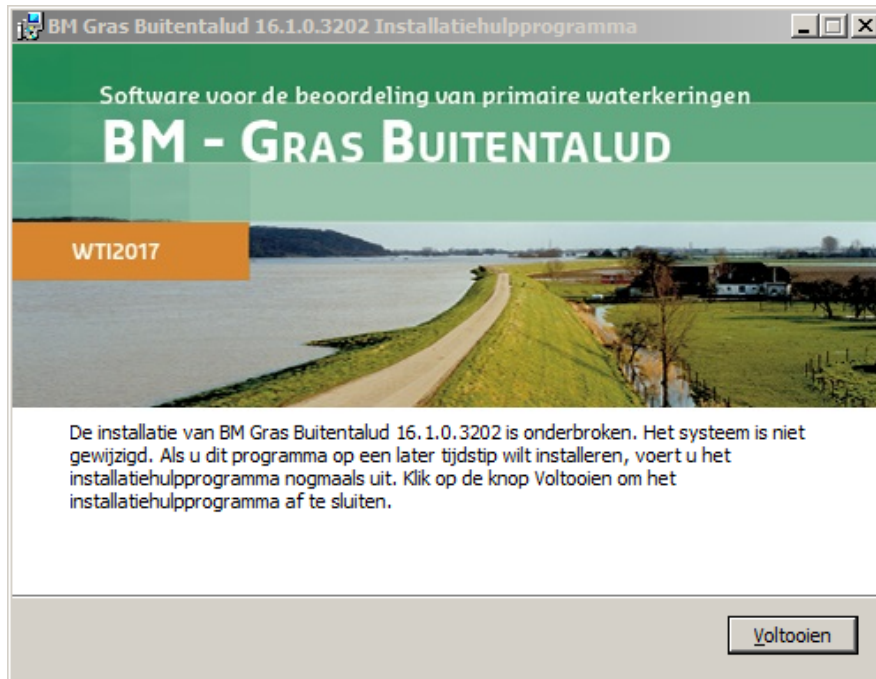 BM Gras Buitentalud 16.1.0.3202 Installatiehulpprogramma
Software voor de beoordeling van primaire waterkeringen
BM - GRAS BUITENTALUD
WTI2017
De installatie van BM Gras Buitentalud 16.1.0.3202 is onderbroken. Het systeem is niet
gewijzigd. Als u dit programma op een later tijdstip wilt installeren, voert u het
installatiehulpprogramma nogmaals uit. Klik op de knop Voltooien om het
installatiehulpprogramma af te sluiten.
Voltooien